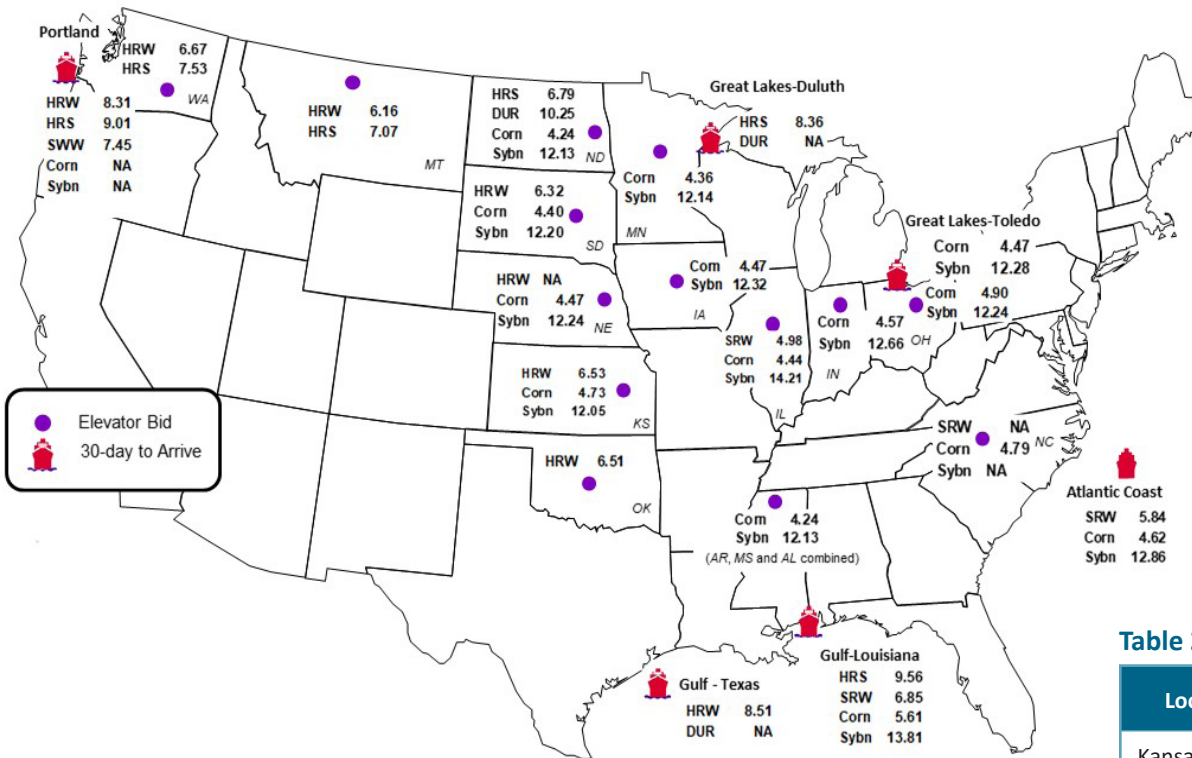 Portland
HRW 6.67
HRS 7.53
WA
HRW 8.31
HRS 9.01
SWW 7.45
Corn NA
Sybn NA
HRW 6.16
HRS 7.07
MT
HRS 6.79
DUR 10.25
Corn 4.24
Sybn 12.13
ND
HRW 6.32
Corn 4.40
Sybn 12.20
SD
HRW NA
Corn 4.47
Sybn 12.24
NE
HRW 6.53
Corn 4.73
Sybn 12.05
KS
HRW 6.51
OK
Great Lakes-Duluth
HRS 8.36
DUR NA
Corn 4.36
Sybn 12.14
MN
Corn 4.47
Sybn 12.32
IA
SRW 4.98
Corn 4.44
Sybn 14.21
IL
Great Lakes-Toledo
Corn 4.47
Sybn 12.28
Corn 4.90
Sybn 12.24
OH
Corn 4.57
Sybn 12.66
IN
SRW NA
Corn 4.79
Sybn NA
NC
Atlantic Coast
SRW 5.84
Corn 4.62
Sybn 12.86
Corn 4.24
Sybn 12.13
(AR, MS and AL combined)
Gulf-Louisiana
HRS 9.56
SRW 6.85
Corn 5.61
Sybn 13.81
Gulf - Texas
HRW 8.51
DUR NA
Elevator Bid
30-day to Arrive
Table
Loc
Kansa